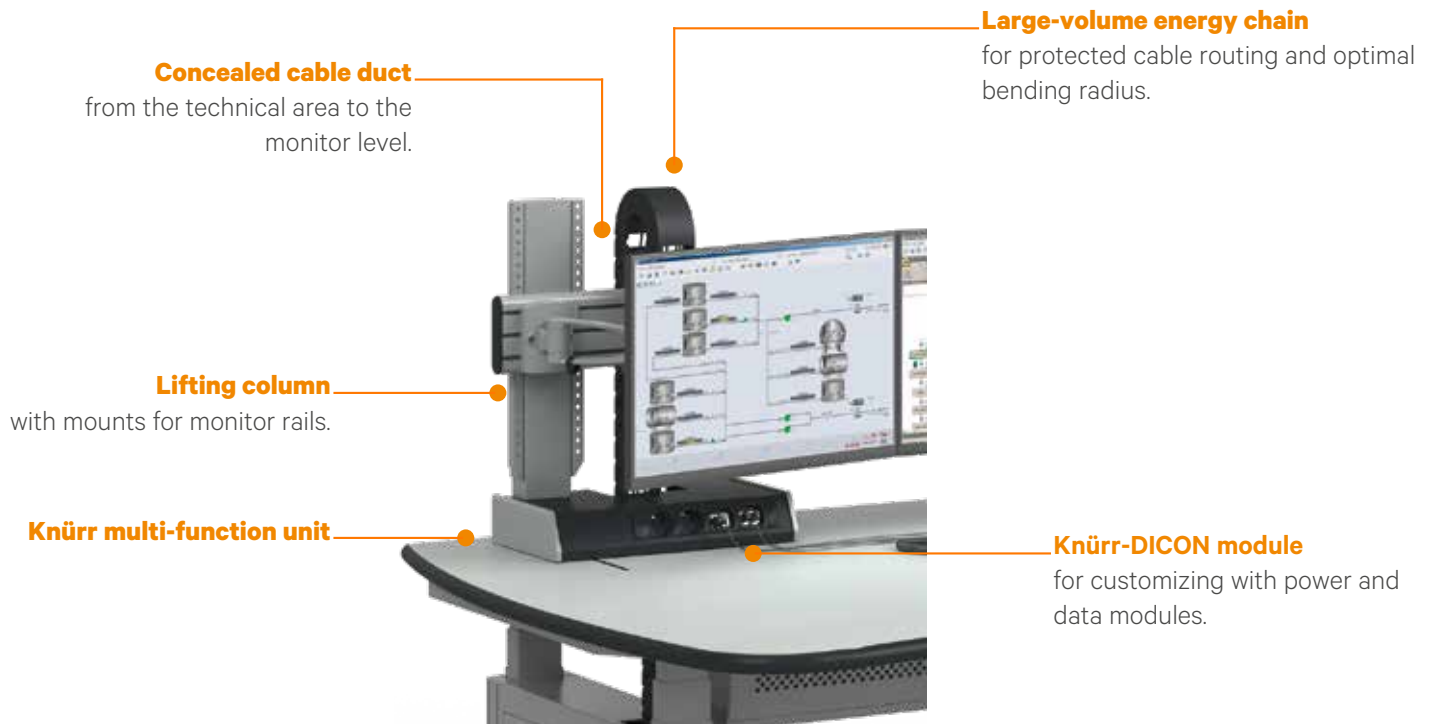 Large-volume energy chain
for protected cable routing and optimal
bending radius.
Concealed cable duct
from the technical area to the
monitor level.
Lifting column
with mounts for monitor rails.
Knürr multi-function unit
Knürr-DICON module
for customizing with power and
data modules.